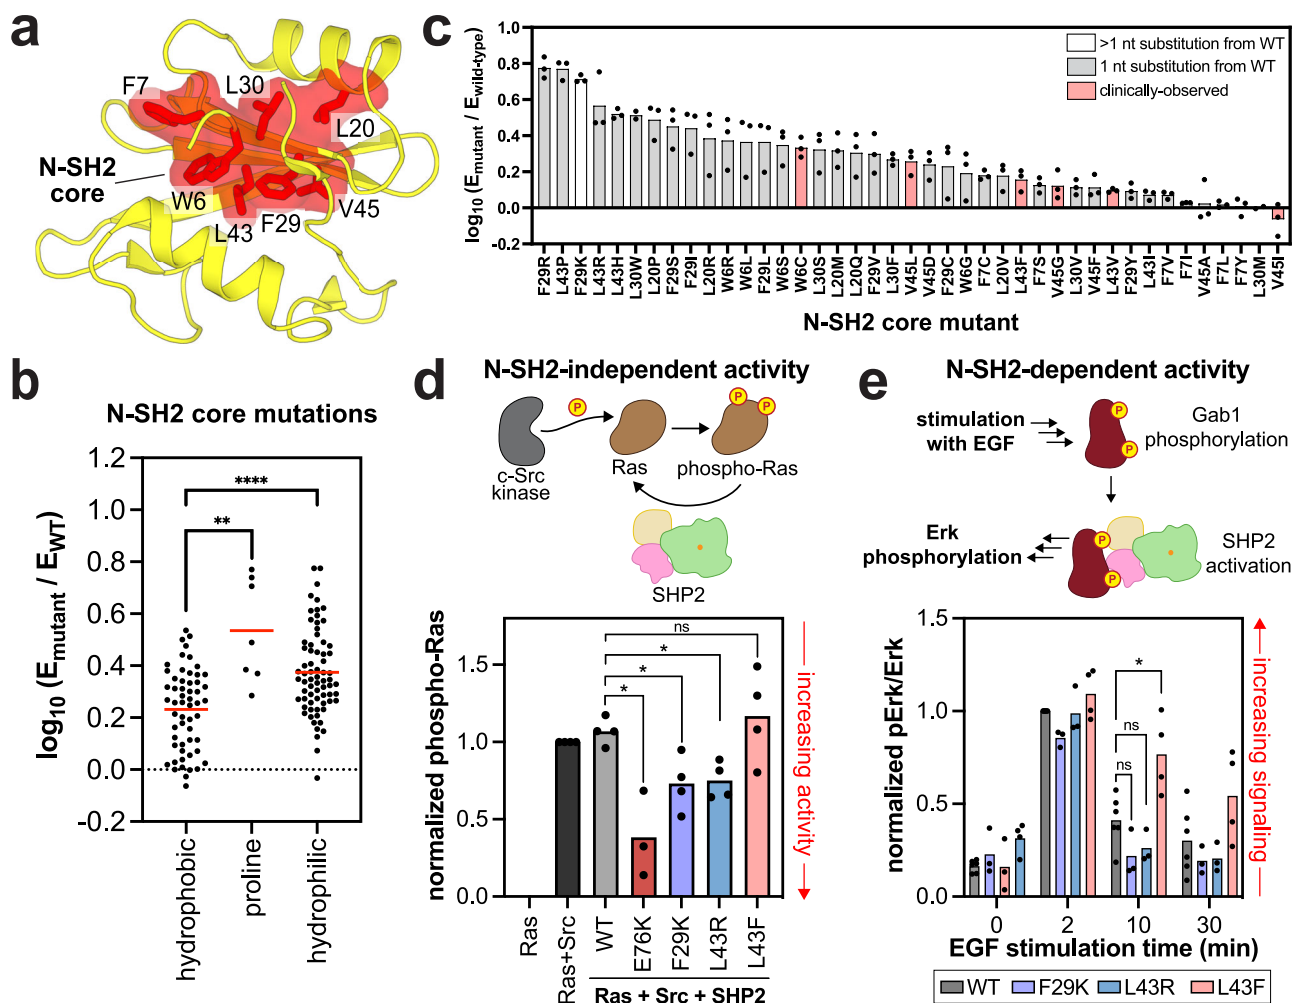 a
F7
L30
L20
N-SH2
core
W6
F29
V45
L43
c
log10 (Emutant / Ewild-type)
1.0
0.8
0.6
0.4
0.2
0.0
-0.2
>1 nt substitution from WT
1 nt substitution from WT
clinically-observed
F29R L43P F29K L43R L43H L30W L20P F29S F29I L20R W6R W6L F29L W6S W6C L30S L20M L20Q F29V L30F V45L V45D F29C W6G F7C L20V L43F F7S V45G L30V V45F L43V F29Y L43I F7V F7I V45A F7L F7Y L30M V45I
N-SH2 core mutant
b
N-SH2 core mutations
log10 (Emutant / EWT)
1.2
1.0
0.8
0.6
0.4
0.2
0.0
-0.2
****
**
hydrophobic
proline
hydrophilic
d
N-SH2-independent activity
P
P P
c-Src
kinase
Ras
phospho-Ras
SHP2
normalized phospho-Ras
1.5
1.0
0.5
0.0
ns
*
*
*
increasing activity
Ras
Ras+Src
WT
E76K
F29K
L43R
L43F
Ras + Src + SHP2
e
N-SH2-dependent activity
stimulation
with EGF
P
P
Gab1
phosphorylation
Erk
phosphorylation
P
P
SHP2
activation
normalized pErk/Erk
1.5
1.0
0.5
0.0
*
ns
ns
increasing signaling
0 2 10 30
EGF stimulation time (min)
WT F29K L43R L43F